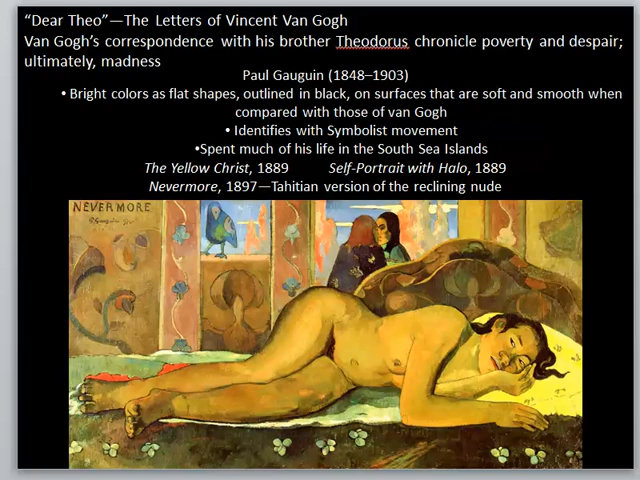 “Dear Theo”—The Letters of Vincent Van Gogh
Van Gogh’s correspondence with his brother Theodorus chronicle poverty and despair;
ultimately, madness
Paul Gauguin (1848–1903)
• Bright colors as flat shapes, outlined in black, on surfaces that are soft and smooth when
compared with those of van Gogh
• Identifies with Symbolist movement
•Spent much of his life in the South Sea Islands
The Yellow Christ, 1889 Self-Portrait with Halo, 1889
Nevermore, 1897—Tahitian version of the reclining nude
NEVERMORE